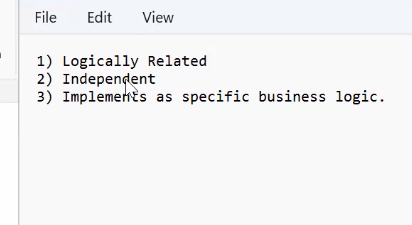 File Edit View
1) Logically Related
2) Independent
3) Implements as specific business logic.